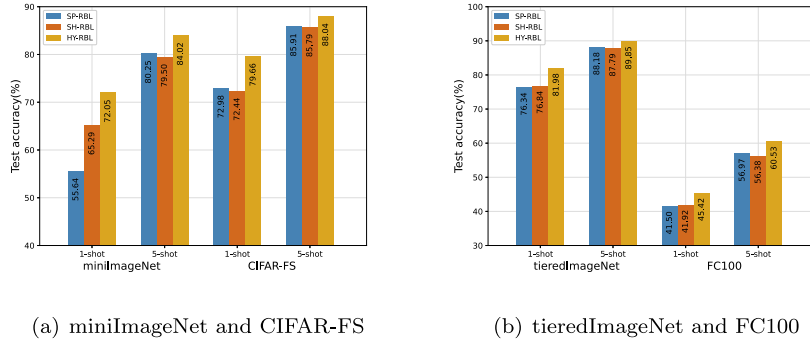 90
80
70
60
50
40
Test accuracy(%)
SP-RBL
SH-RBL
HY-RBL
55.64
65.29
72.05
80.25
79.50
84.02
72.98
72.44
79.66
85.91
85.79
88.04
1-shot
5-shot
1-shot
5-shot
miniImageNet
CIFAR-FS
(a) miniImageNet and CIFAR-FS
100
90
80
70
60
50
40
30
Test accuracy(%)
SP-RBL
SH-RBL
HY-RBL
76.34
76.84
81.98
88.18
87.79
89.85
41.50
41.92
45.42
56.97
56.38
60.53
1-shot
5-shot
1-shot
5-shot
tieredImageNet
FC100
(b) tieredImageNet and FC100